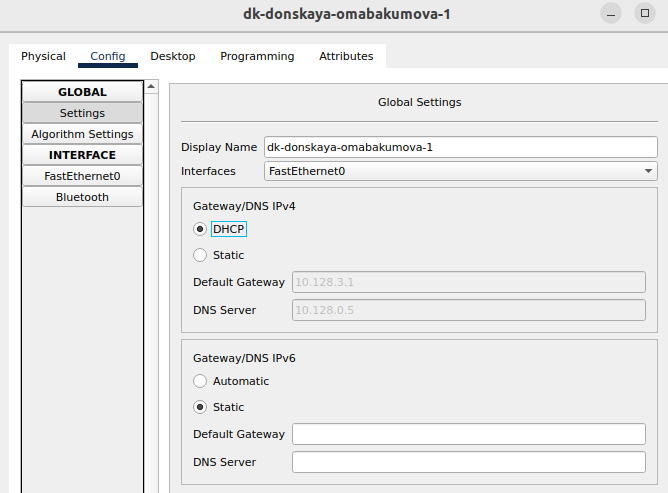 dk-donskaya-omabakumova-1
Physical Config Desktop Programming Attributes
GLOBAL
Settings
Algorithm Settings
INTERFACE
FastEthernet0
Bluetooth
Global Settings
Display Name dk-donskaya-omabakumova-1
Interfaces FastEthernet0
Gateway/DNS IPv4
DHCP
Static
Default Gateway 10.128.3.1
DNS Server 10.128.0.5
Gateway/DNS IPv6
Automatic
Static
Default Gateway
DNS Server